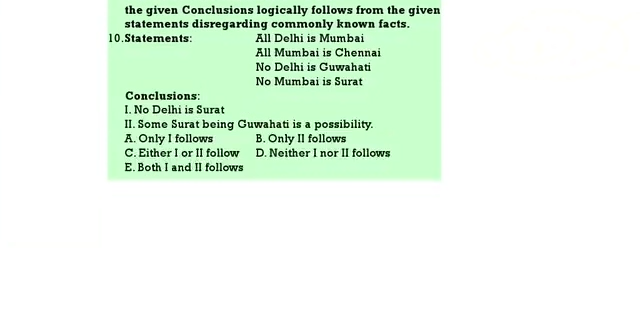 the given Conclusions logically follows from the given
statements disregarding commonly known facts.
10.Statements: All Delhi is Mumbai
All Mumbai is Chennai
No Delhi is Guwahati
No Mumbai is Surat
Conclusions:
I. No Delhi is Surat
II. Some Surat being Guwahati is a possibility.
A. Only I follows B. Only II follows
C. Either I or II follow D. Neither I nor II follows
E. Both I and II follows